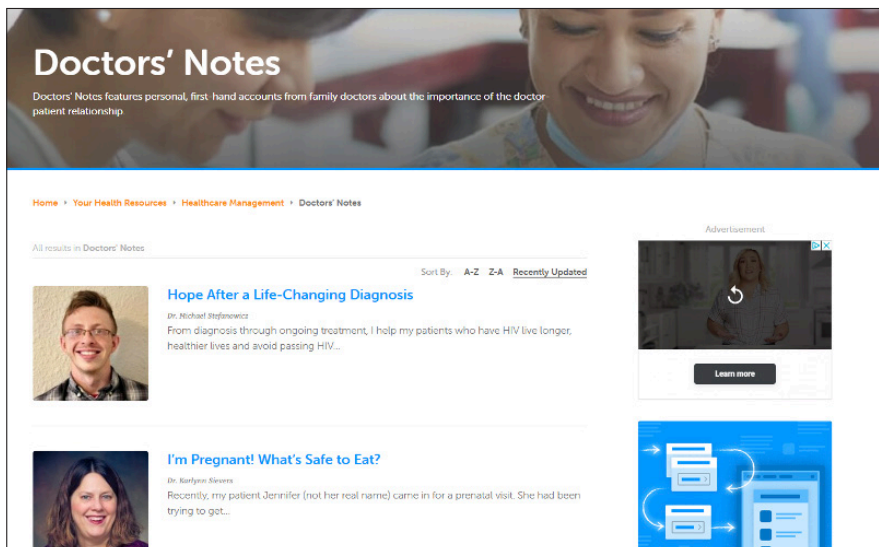 Doctors' Notes
Doctors' Notes features personal, first-hand accounts from family doctors about the importance of the doctor-
patient relationship.
Home › Your Health Resources › Healthcare Management › Doctors' Notes
Advertisement
All results in Doctors' Notes
Sort By: A-Z Z-A Recently Updated
Hope After a Life-Changing Diagnosis
Dr. Michael Stefanowicz
From diagnosis through ongoing treatment, I help my patients who have HIV live longer,
healthier lives and avoid passing HIV...
Learn more
I'm Pregnant! What's Safe to Eat?
Dr. Karlynn Sievers
Recently, my patient Jennifer (not her real name) came in for a prenatal visit. She had been
trying to get...